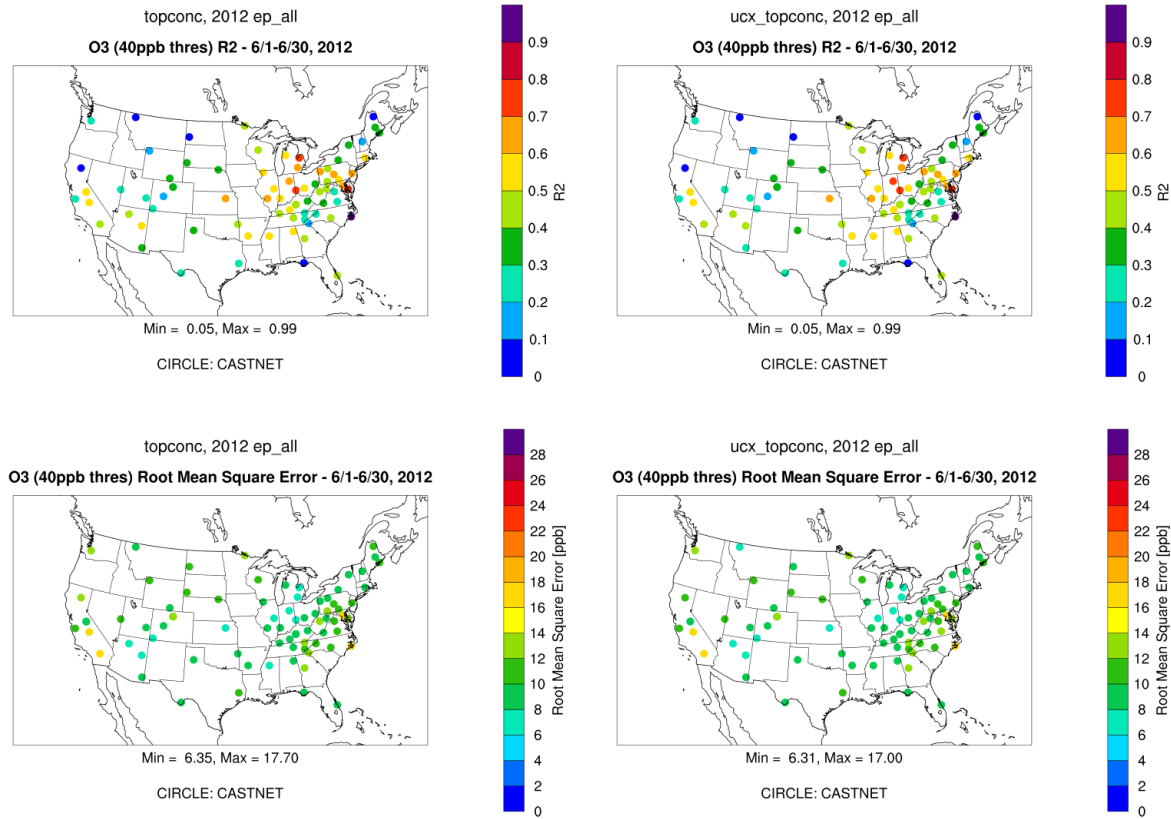 topconc, 2012 ep_all
O3 (40ppb thres) R2 - 6/1-6/30, 2012
0.9
0.8
0.7
0.6
0.5
0.4
0.3
0.2
0.1
0
R2
Min = 0.05, Max = 0.99
CIRCLE: CASTNET
ucx_topconc, 2012 ep_all
O3 (40ppb thres) R2 - 6/1-6/30, 2012
0.9
0.8
0.7
0.6
0.5
0.4
0.3
0.2
0.1
0
R2
Min = 0.05, Max = 0.99
CIRCLE: CASTNET
topconc, 2012 ep_all
O3 (40ppb thres) Root Mean Square Error - 6/1-6/30, 2012
28
26
24
22
20
18
16
14
12
10
8
6
4
2
0
Root Mean Square Error [ppb]
Min = 6.35, Max = 17.70
CIRCLE: CASTNET
ucx_topconc, 2012 ep_all
O3 (40ppb thres) Root Mean Square Error - 6/1-6/30, 2012
28
26
24
22
20
18
16
14
12
10
8
6
4
2
0
Root Mean Square Error [ppb]
Min = 6.31, Max = 17.00
CIRCLE: CASTNET